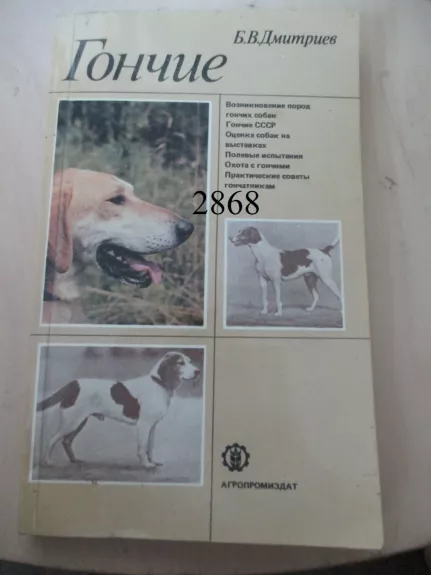 Б.В.Дмитриев
Гончие
Возникновение пород
гончих собак
Гончие СССР
Оценка собак на
выставках
Полевые испытания
Охота с гончими
Практические советы
гончатникам
2868
АГРОПРОМИЗДАТ